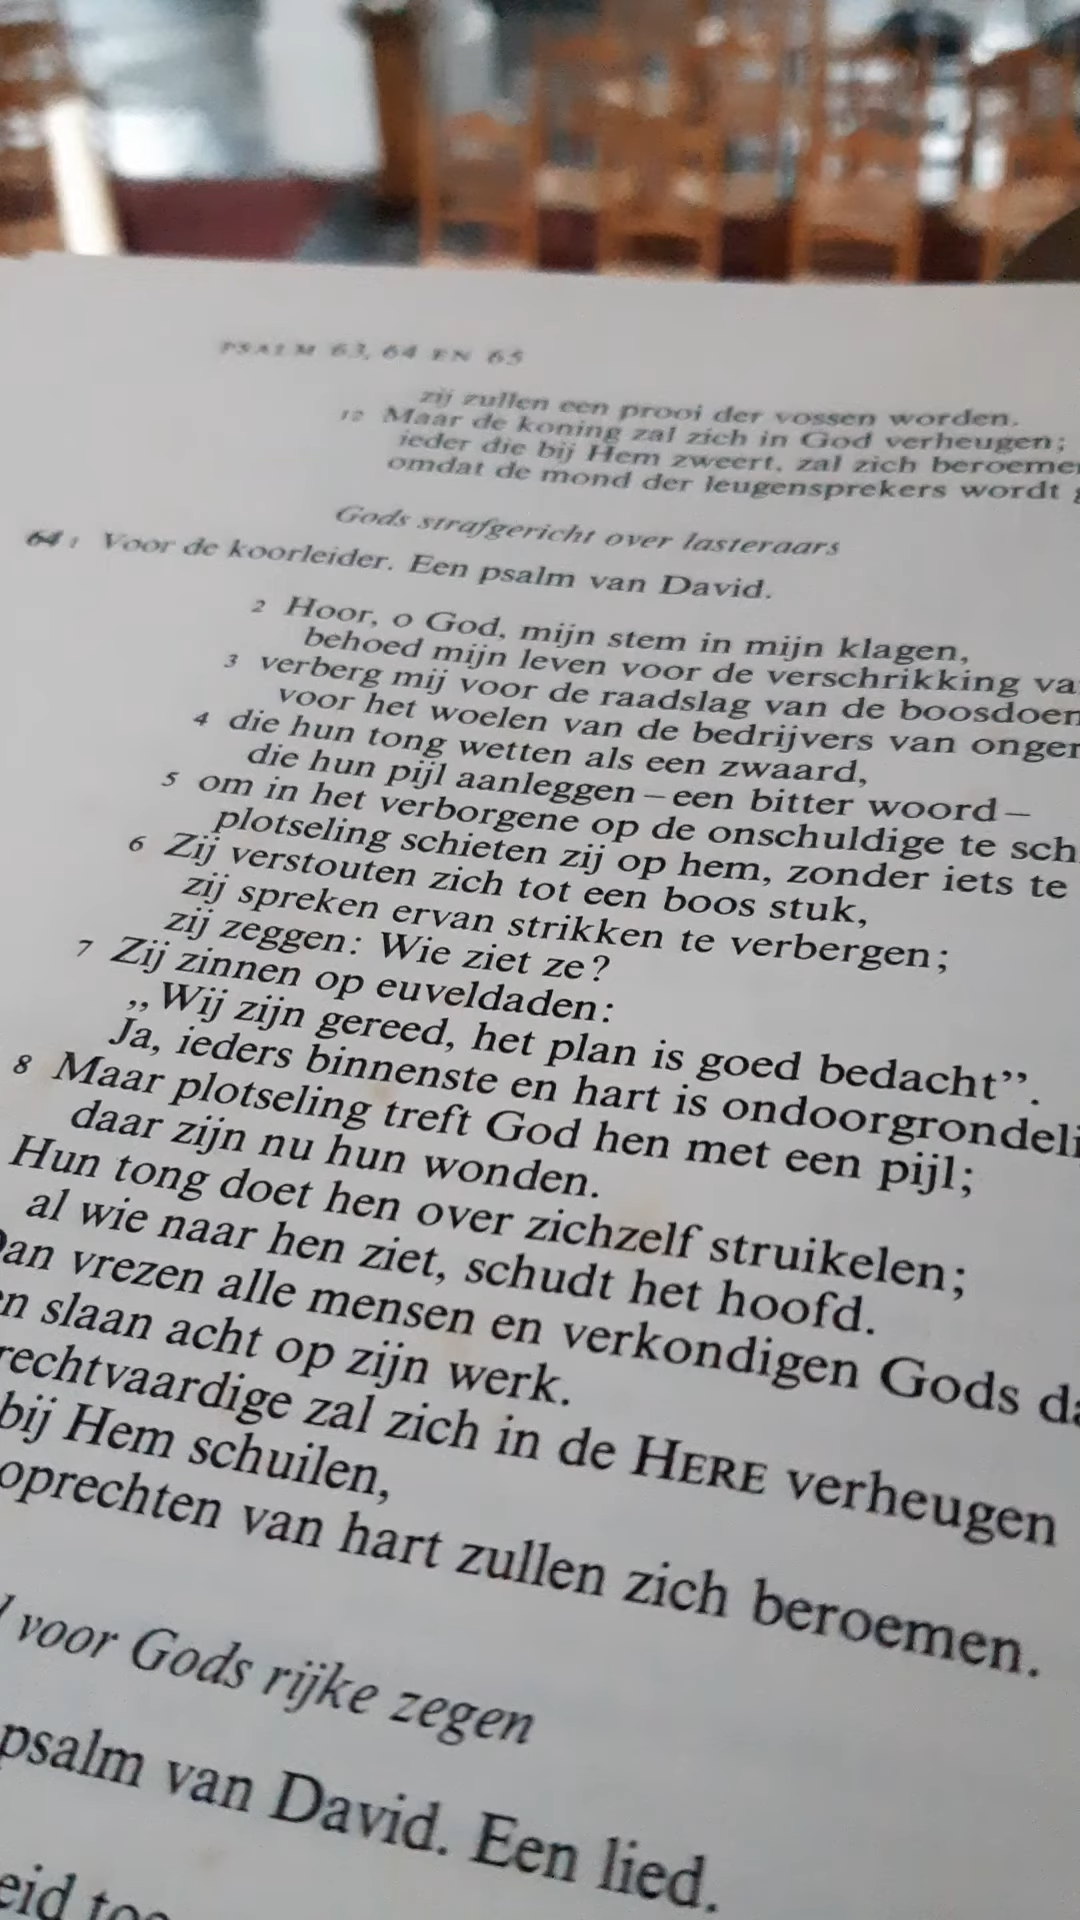 PSALM 63, 64 EN 65
zij zullen een prooi der vossen worden.
12 Maar de koning zal zich in God verheugen;
ieder die bij Hem zweert, zal zich
omdat de mond der leugensprekers wordt
Gods strafgericht over lasteraars
64 1 Voor de koorleider. Een psalm van David.
2 Hoor, o God, mijn stem in mijn klagen,
behoed mijn leven voor de verschrikking
3 verberg mij voor de raadslag van de
voor het woelen van de bedrijvers van
4 die hun tong wetten als een zwaard,
die hun pijl aanleggen – een bitter woord –
5 om in het verborgene op de onschuldige te
plotseling schieten zij op hem, zonder iets te
6 Zij verstouten zich tot een boos stuk,
zij spreken ervan strikken te verbergen;
zij zeggen: Wie ziet ze?
7 Zij zinnen op euveldaden:
„Wij zijn gereed, het plan is goed bedacht”.
Ja, ieders binnenste en hart is
8 Maar plotseling treft God hen met een pijl;
daar zijn nu hun wonden.
Hun tong doet hen over zichzelf struikelen;
al wie naar hen ziet, schudt het hoofd.
vrezen alle mensen en verkondigen Gods
slaan acht op zijn werk.
rechtvaardige zal zich in de HERE verheugen
bij Hem schuilen,
oprechten van hart zullen zich beroemen.
voor Gods rijke zegen
psalm van David. Een lied.